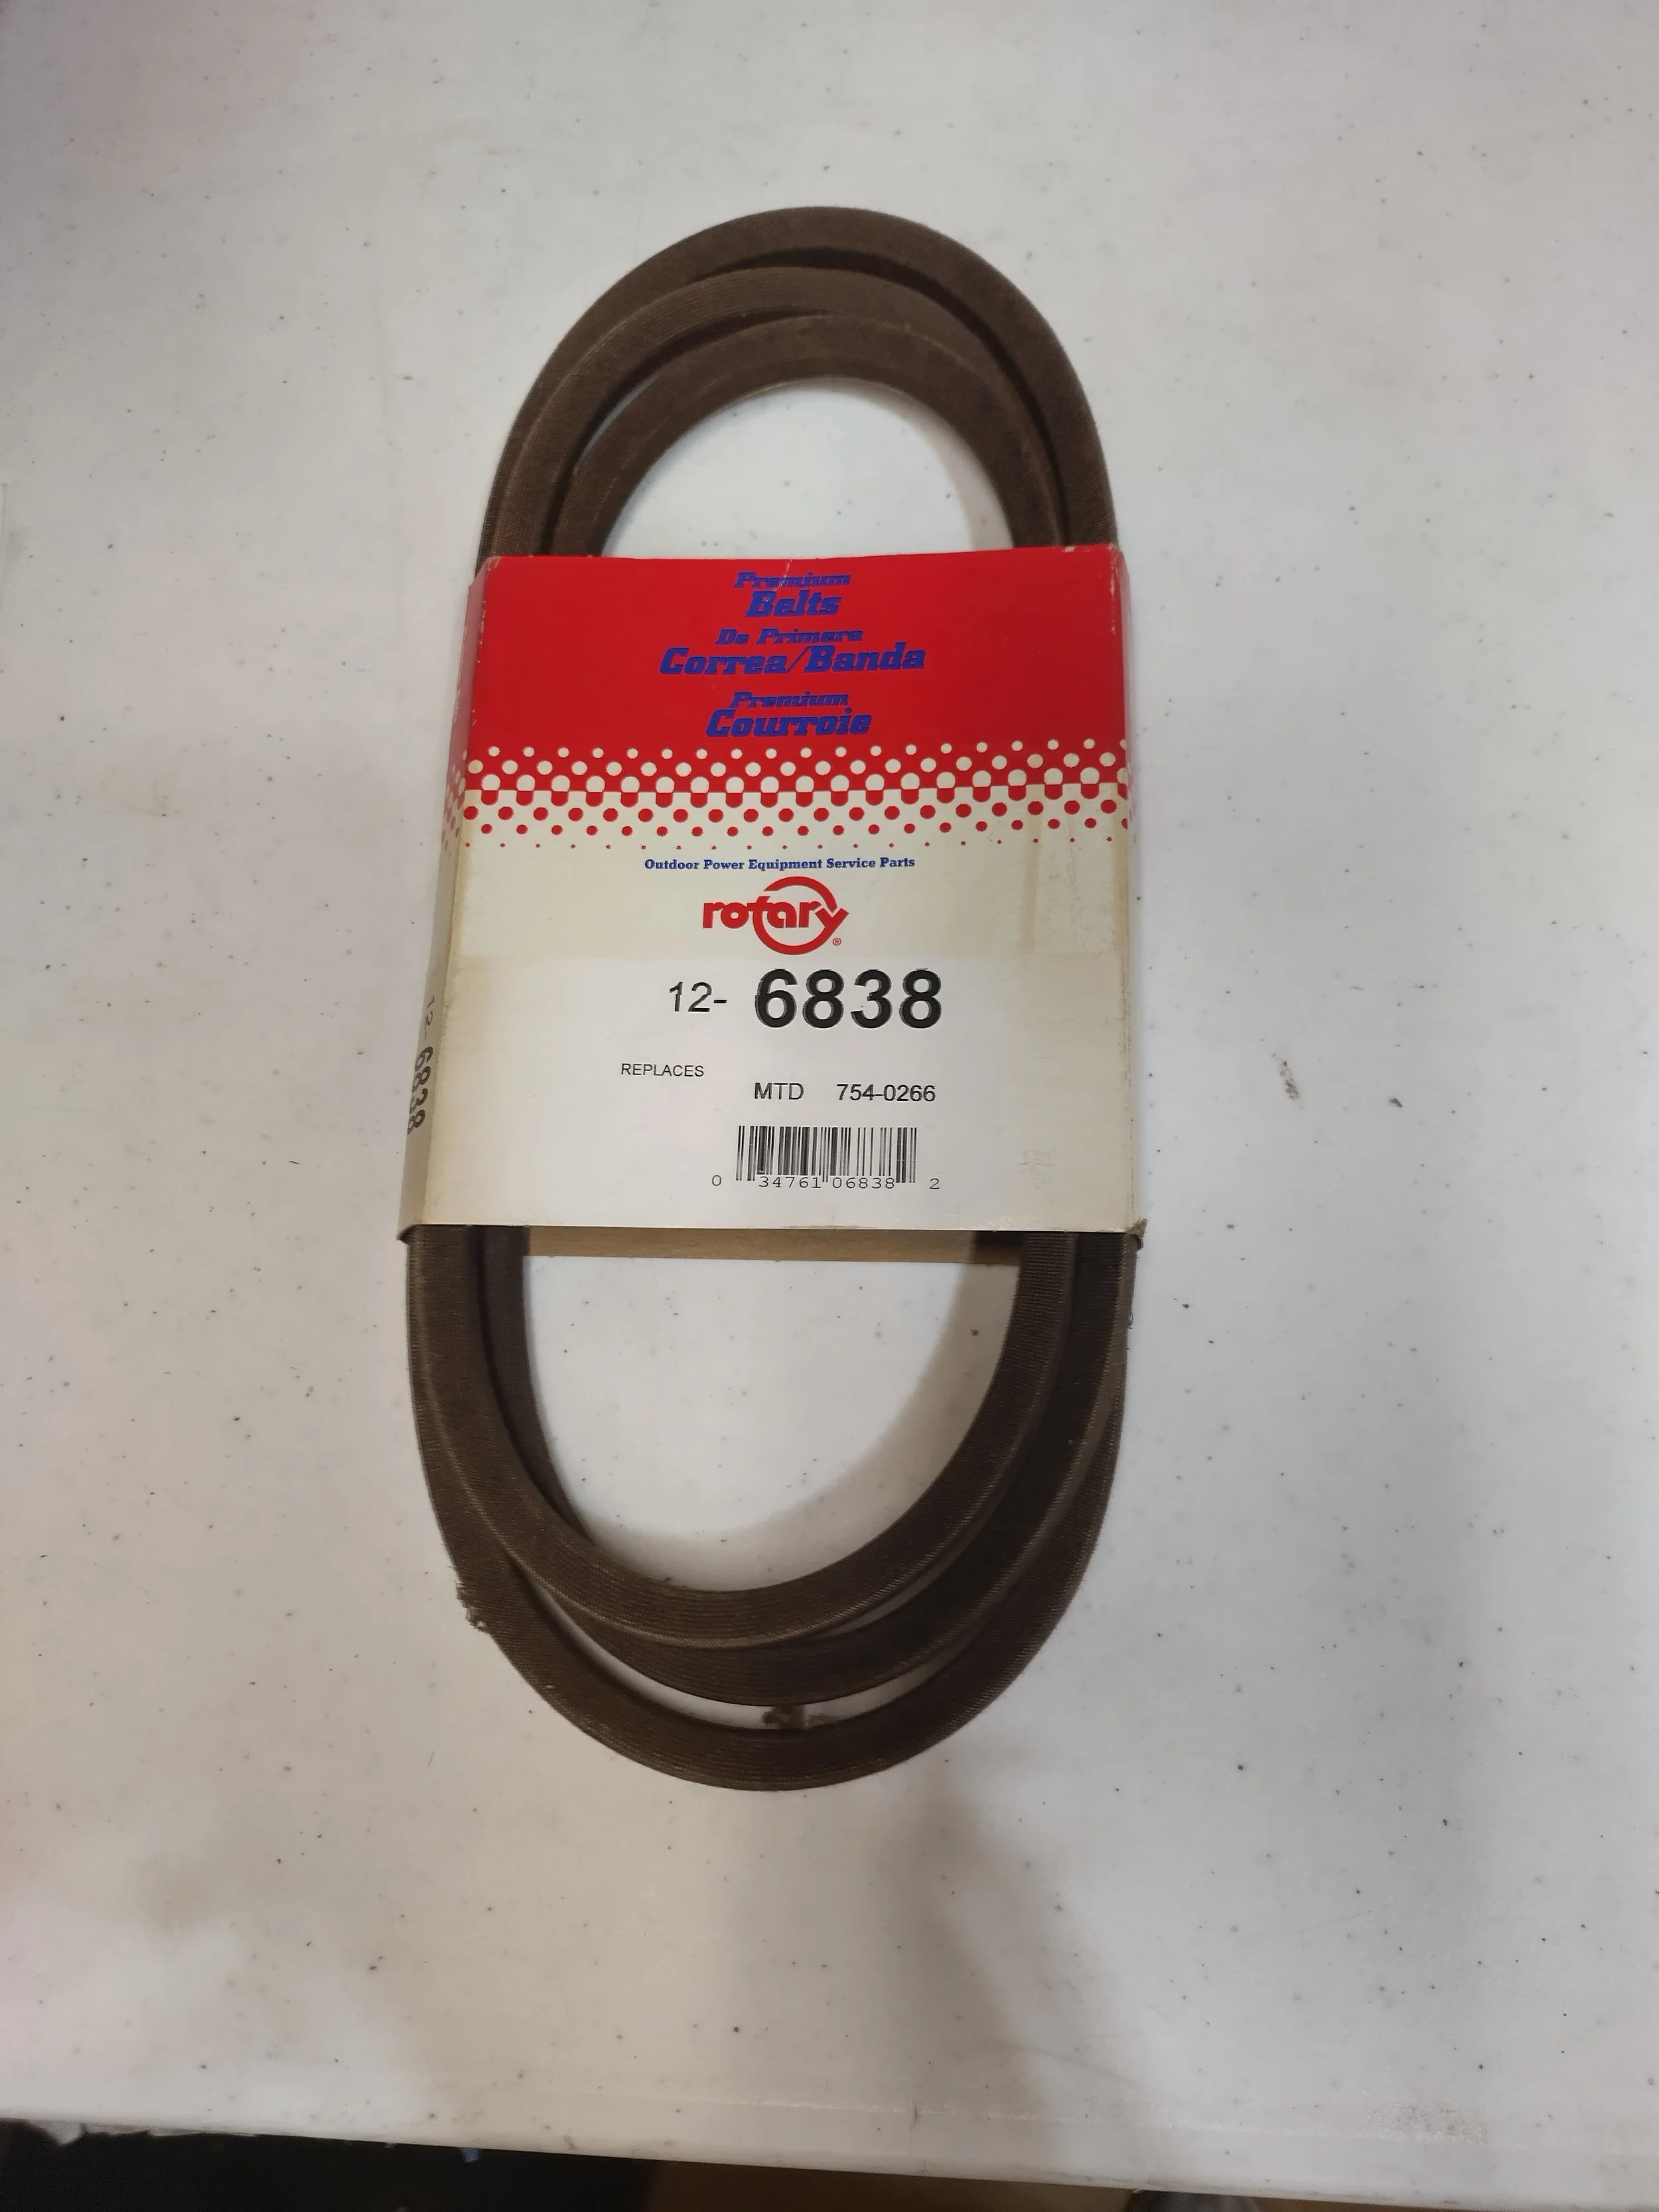 Premium
Belts
De Primera
Correa/Banda
Premium
Courroie
Outdoor Power Equipment Service Parts
rotary®
12- 6838
REPLACES
MTD 754-0266
0 34761 06838 2
12- 6838